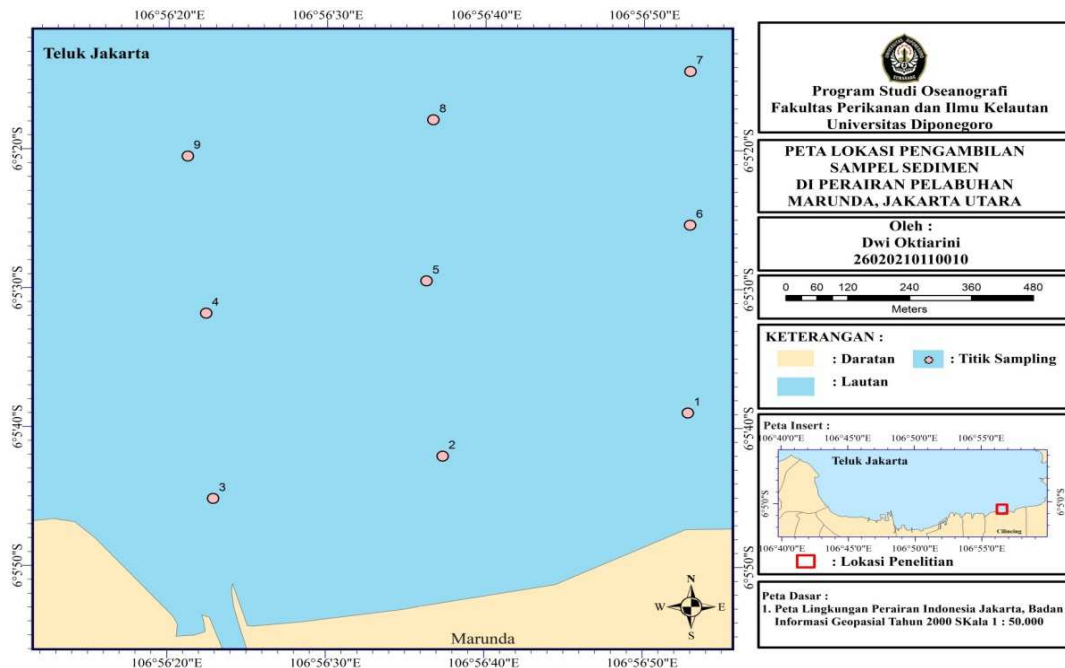 106°56'20"E 106°56'30"E 106°56'40"E 106°56'50"E
Teluk Jakarta
7
8
9
6
5
4
1
2
3
6°5'20"S 6°5'20"S
6°5'30"S 6°5'30"S
6°5'40"S 6°5'40"S
6°5'50"S 6°5'50"S
N
W E
S
Marunda
106°56'20"E 106°56'30"E 106°56'40"E 106°56'50"E
Program Studi Oseanografi
Fakultas Perikanan dan Ilmu Kelautan
Universitas Diponegoro
PETA LOKASI PENGAMBILAN
SAMPEL SEDIMEN
DI PERAIRAN PELABUHAN
MARUNDA, JAKARTA UTARA
Oleh :
Dwi Oktiarini
26020210110010
0 60 120 240 360 480
Meters
KETERANGAN :
: Daratan : Titik Sampling
: Lautan
Peta Insert :
106°40'0"E 106°45'0"E 106°50'0"E 106°55'0"E
Teluk Jakarta
6°5'0"S 6°5'0"S
Cilincing
106°40'0"E 106°45'0"E 106°50'0"E 106°55'0"E
: Lokasi Penelitian
Peta Dasar :
1. Peta Lingkungan Perairan Indonesia Jakarta, Badan
Informasi Geopasial Tahun 2000 SKala 1 : 50.000